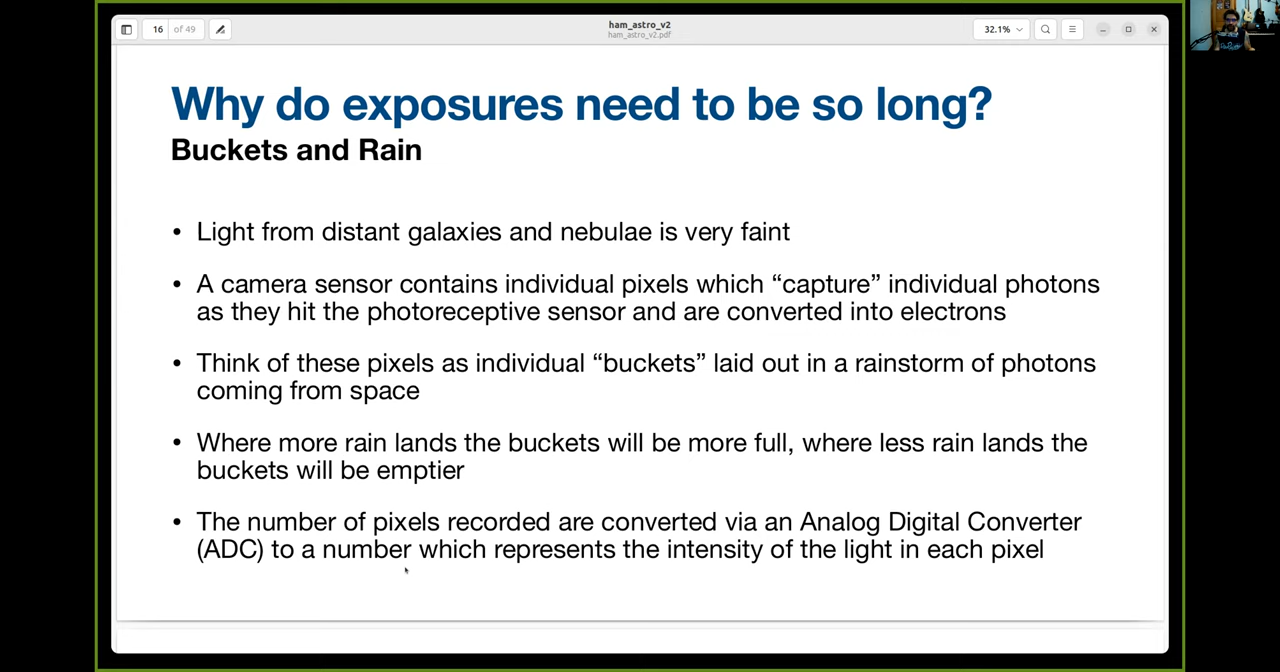 16 of 49
ham_astro_v2
ham_astro_v2.pdf
32.1%
Why do exposures need to be so long?
Buckets and Rain
• Light from distant galaxies and nebulae is very faint
• A camera sensor contains individual pixels which “capture” individual photons
as they hit the photoreceptive sensor and are converted into electrons
• Think of these pixels as individual “buckets” laid out in a rainstorm of photons
coming from space
• Where more rain lands the buckets will be more full, where less rain lands the
buckets will be emptier
• The number of pixels recorded are converted via an Analog Digital Converter
(ADC) to a number which represents the intensity of the light in each pixel